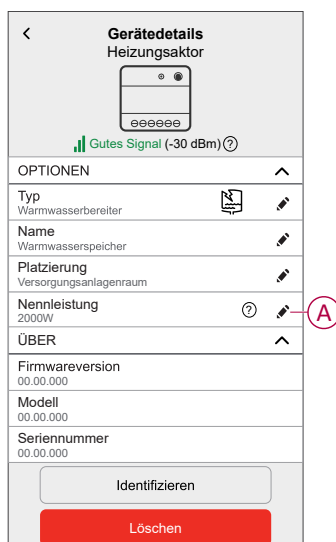 Gerätedetails
Heizungsaktor
Gutes Signal (-30 dBm) ?
OPTIONEN
Typ
Warmwasserbereiter
Name
Warmwasserspeicher
Platzierung
Versorgungsanlagenraum
Nennleistung
2000W
?
A
ÜBER
Firmwareversion
00.00.000
Modell
00.00.000
Seriennummer
00.00.000
Identifizieren
Löschen